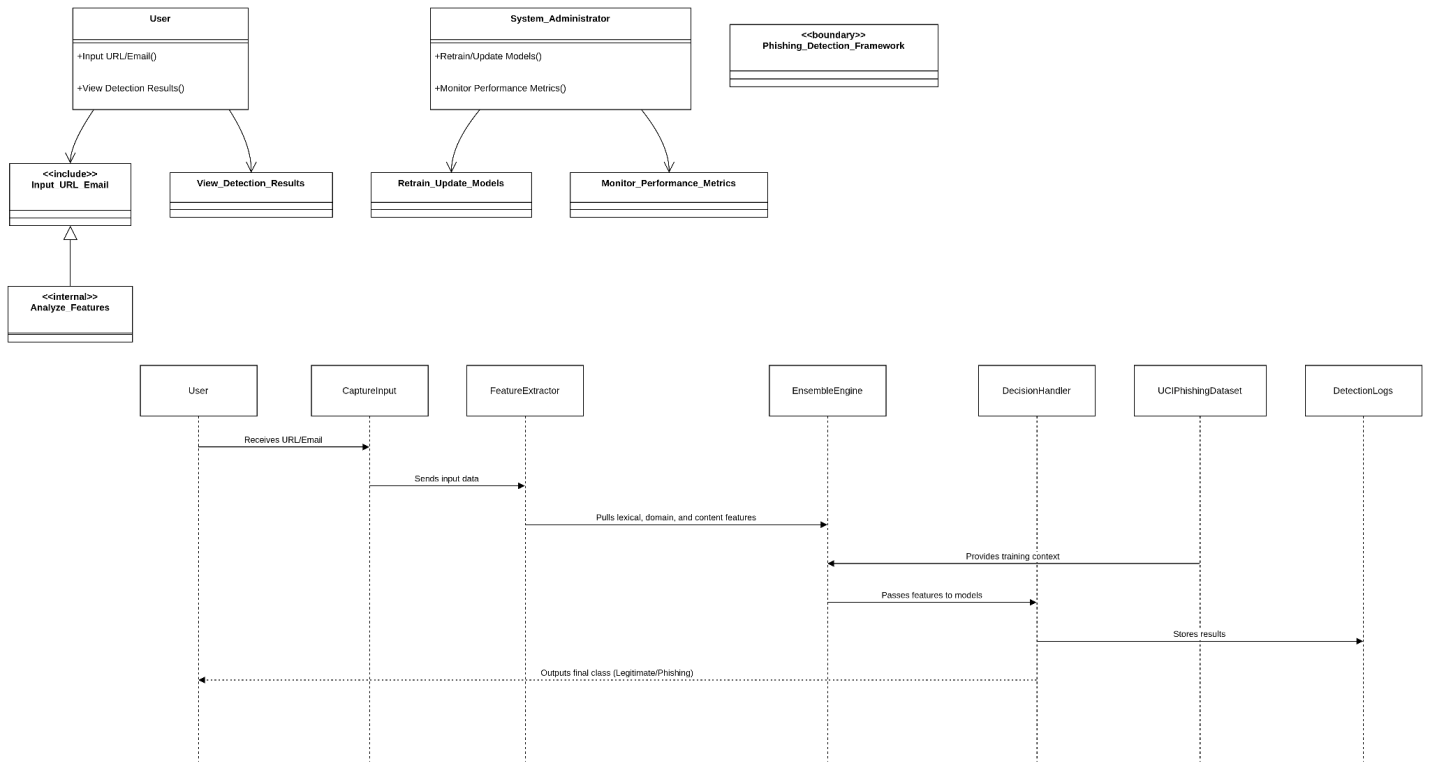 User
+Input URL/Email()
+View Detection Results()
System_Administrator
+Retrain/Update Models()
+Monitor Performance Metrics()
<<boundary>>
Phishing_Detection_Framework
<<include>>
Input_URL_Email
View_Detection_Results
Retrain_Update_Models
Monitor_Performance_Metrics
<<internal>>
Analyze_Features
User
CaptureInput
FeatureExtractor
EnsembleEngine
DecisionHandler
UCIPhishingDataset
DetectionLogs
Receives URL/Email
Sends input data
Pulls lexical, domain, and content features
Provides training context
Passes features to models
Stores results
Outputs final class (Legitimate/Phishing)